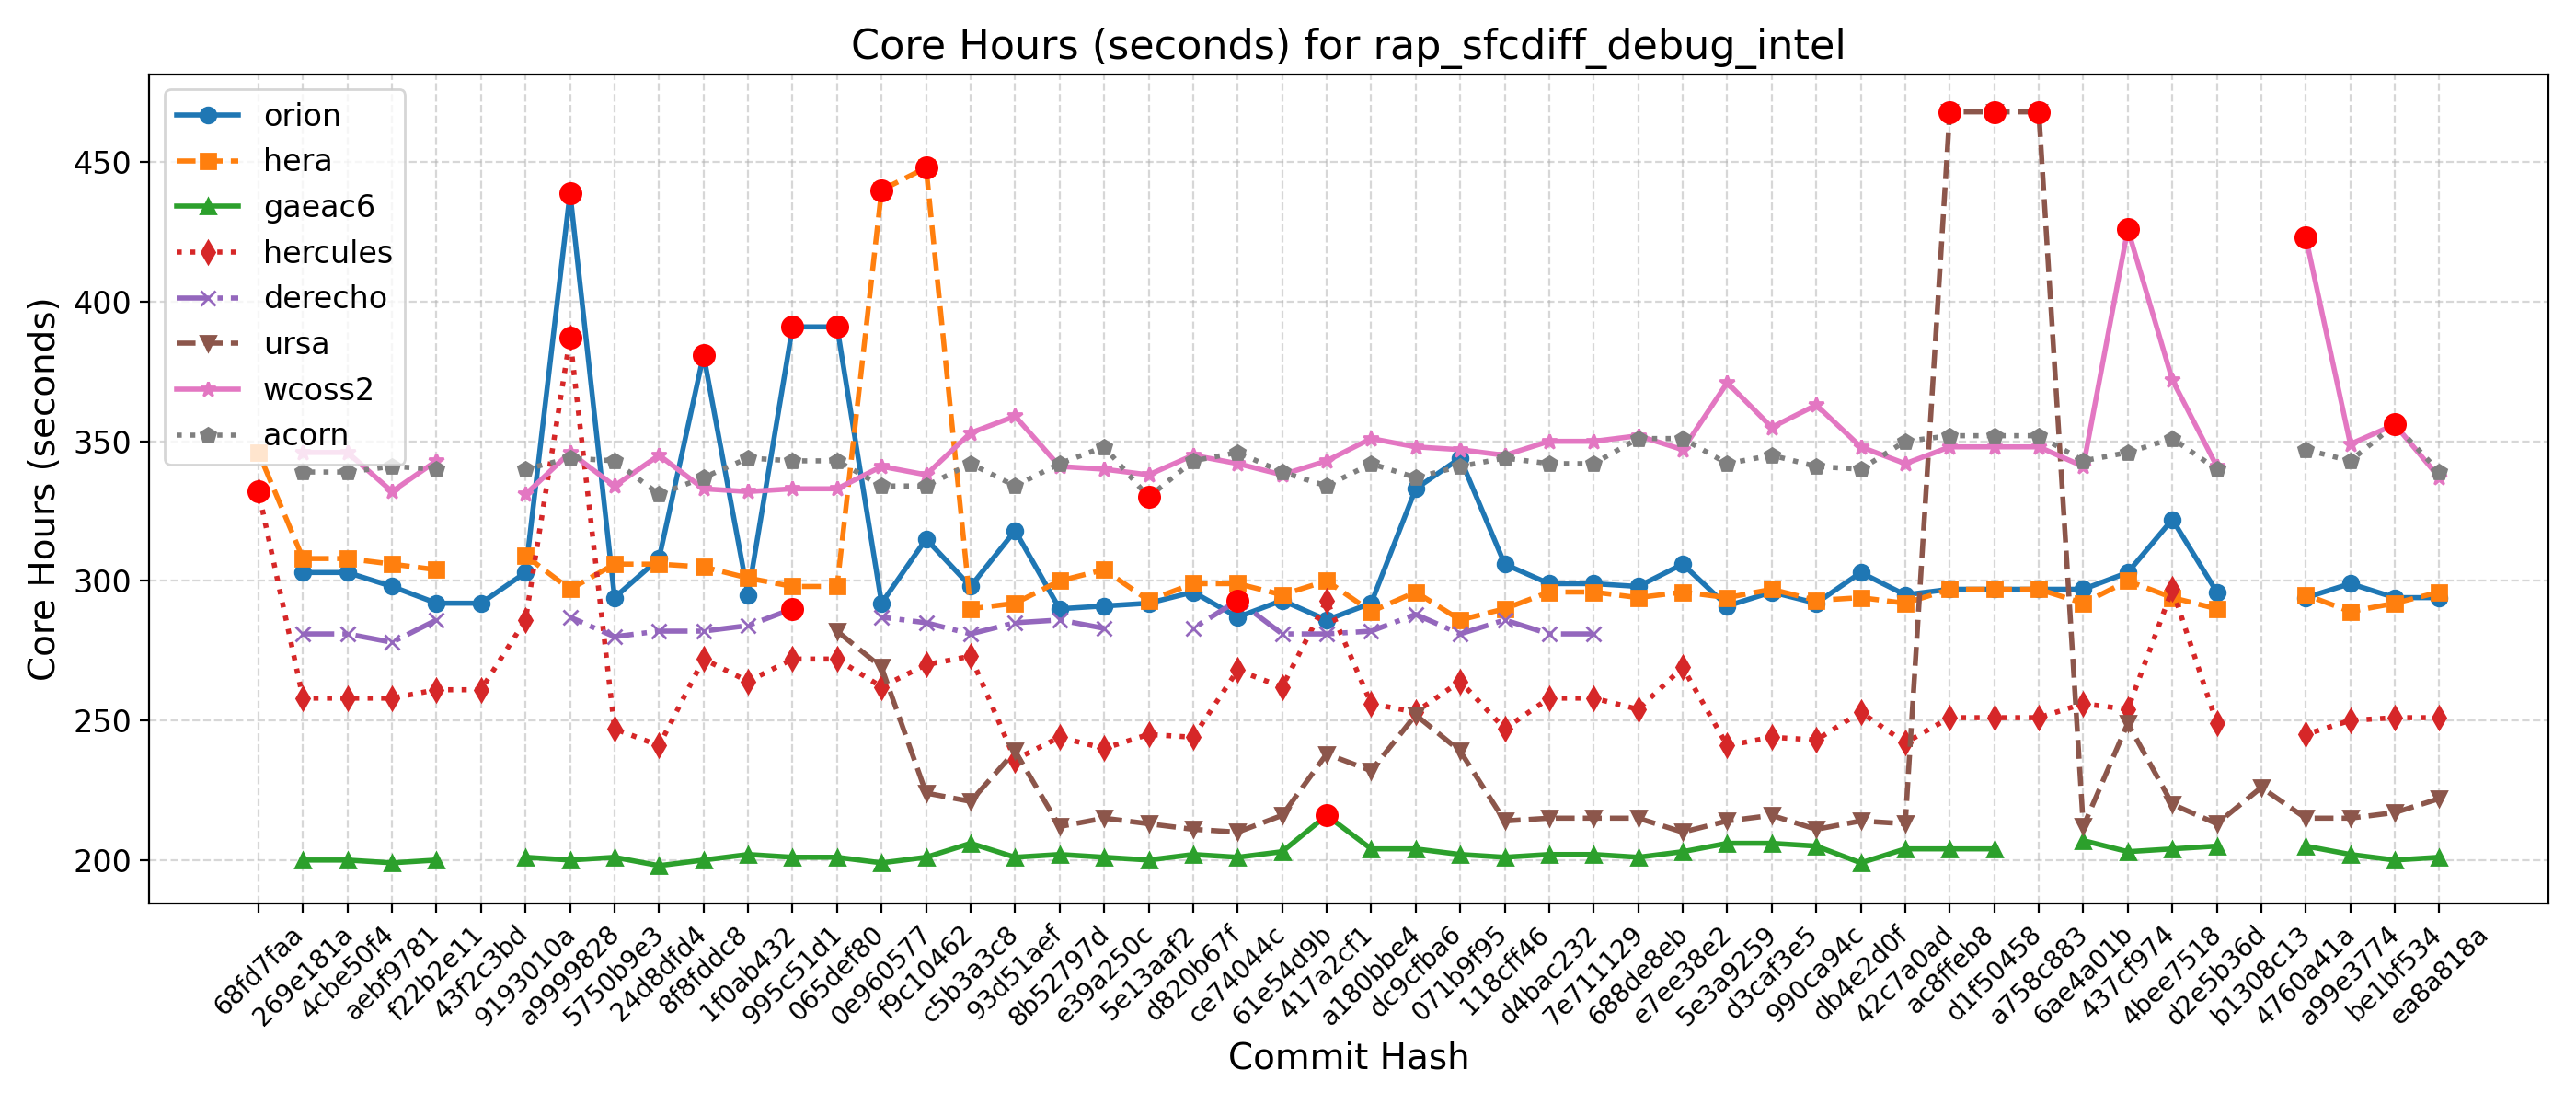 Core Hours (seconds) for rap_sfcdiff_debug_intel
Core Hours (seconds)
450
400
350
300
250
200
orion
hera
gaeac6
hercules
derecho
ursa
wcoss2
acorn
68fd7faa
269e181a
4cbe50f4
aebf9781
f22b2e11
43f2c3bd
9193010a
a9999828
5750b9e3
24d8dfd4
8f8fddc8
1f0ab432
995c51d1
065def80
0e960577
f9c10462
c5b3a3c8
93d51aef
8b52797d
e39a250c
5e13aaf2
d820b67f
ce74044c
61e54d9b
417a2cf1
a180bbe4
dc9cfba6
071b9f95
118cff46
d4bac232
7e711129
688de8eb
e7ee38e2
5e3a9259
d3caf3e5
990ca94c
db4e2d0f
42c7a0ad
ac8ffeb8
d1f50458
a758c883
6ae4a01b
437cf974
4bee7518
d2e5b36d
b1308c13
4760a41a
a99e3774
be1bf534
ea8a818a
Commit Hash